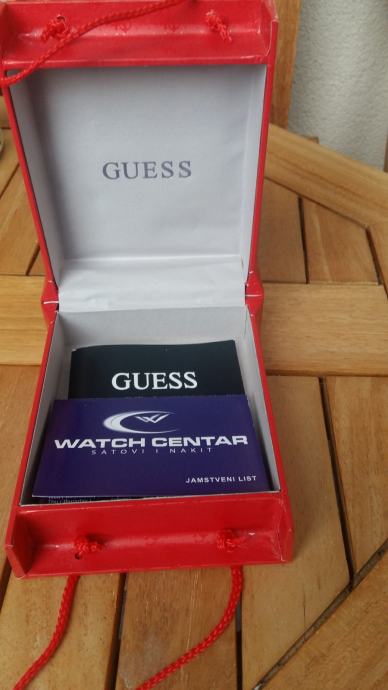 GUESS
GUESS
WATCH CENTAR
SATOVI I NAKIT
JAMSTVENI LIST